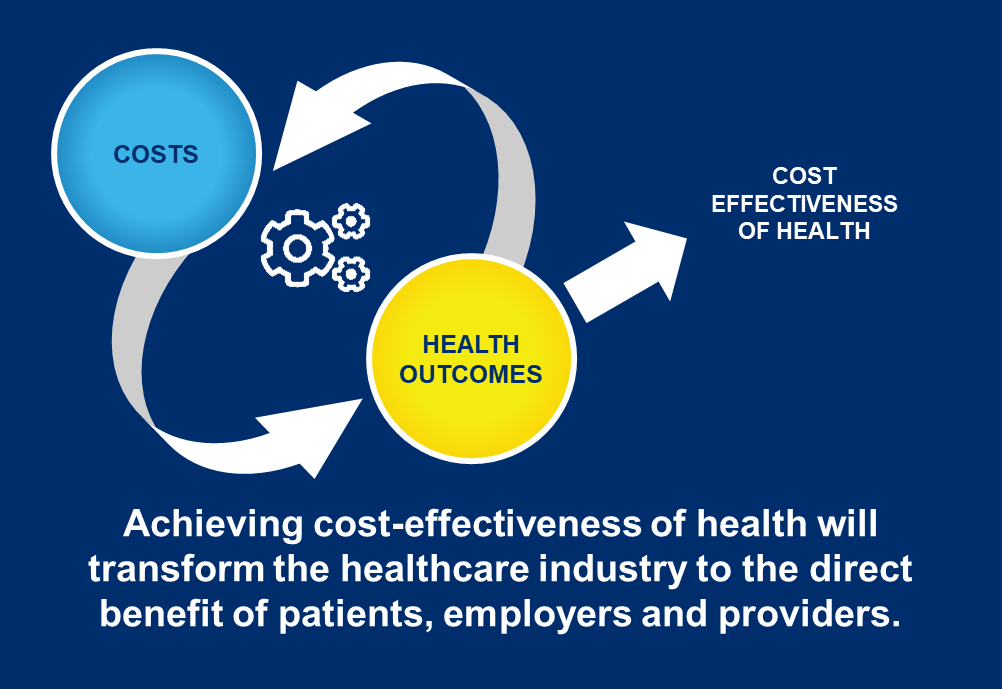 COSTS
COST
EFFECTIVENESS
OF HEALTH
HEALTH
OUTCOMES
Achieving cost-effectiveness of health will
transform the healthcare industry to the direct
benefit of patients, employers and providers.